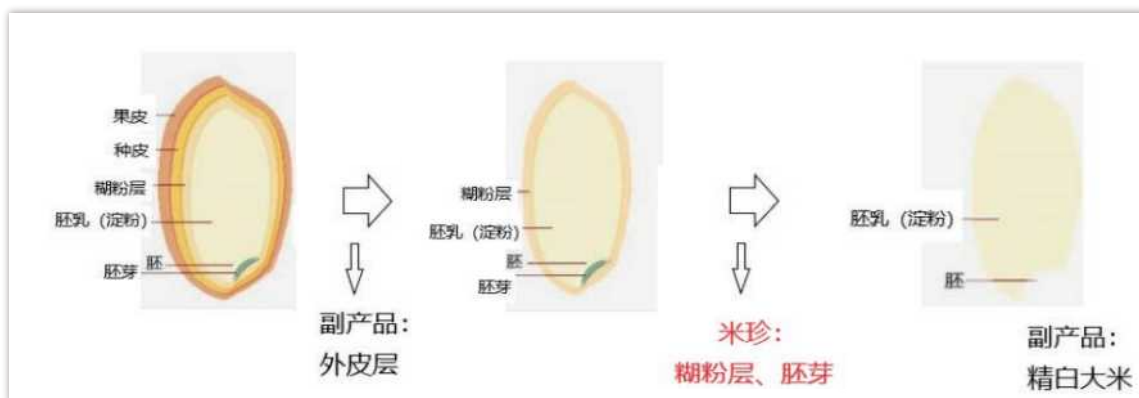 果皮
种皮
糊粉层
胚乳（淀粉）
胚
胚芽
副产品：
外皮层
糊粉层
胚乳（淀粉）
胚
胚芽
米珍：
糊粉层、胚芽
胚乳（淀粉）
胚
副产品：
精白大米